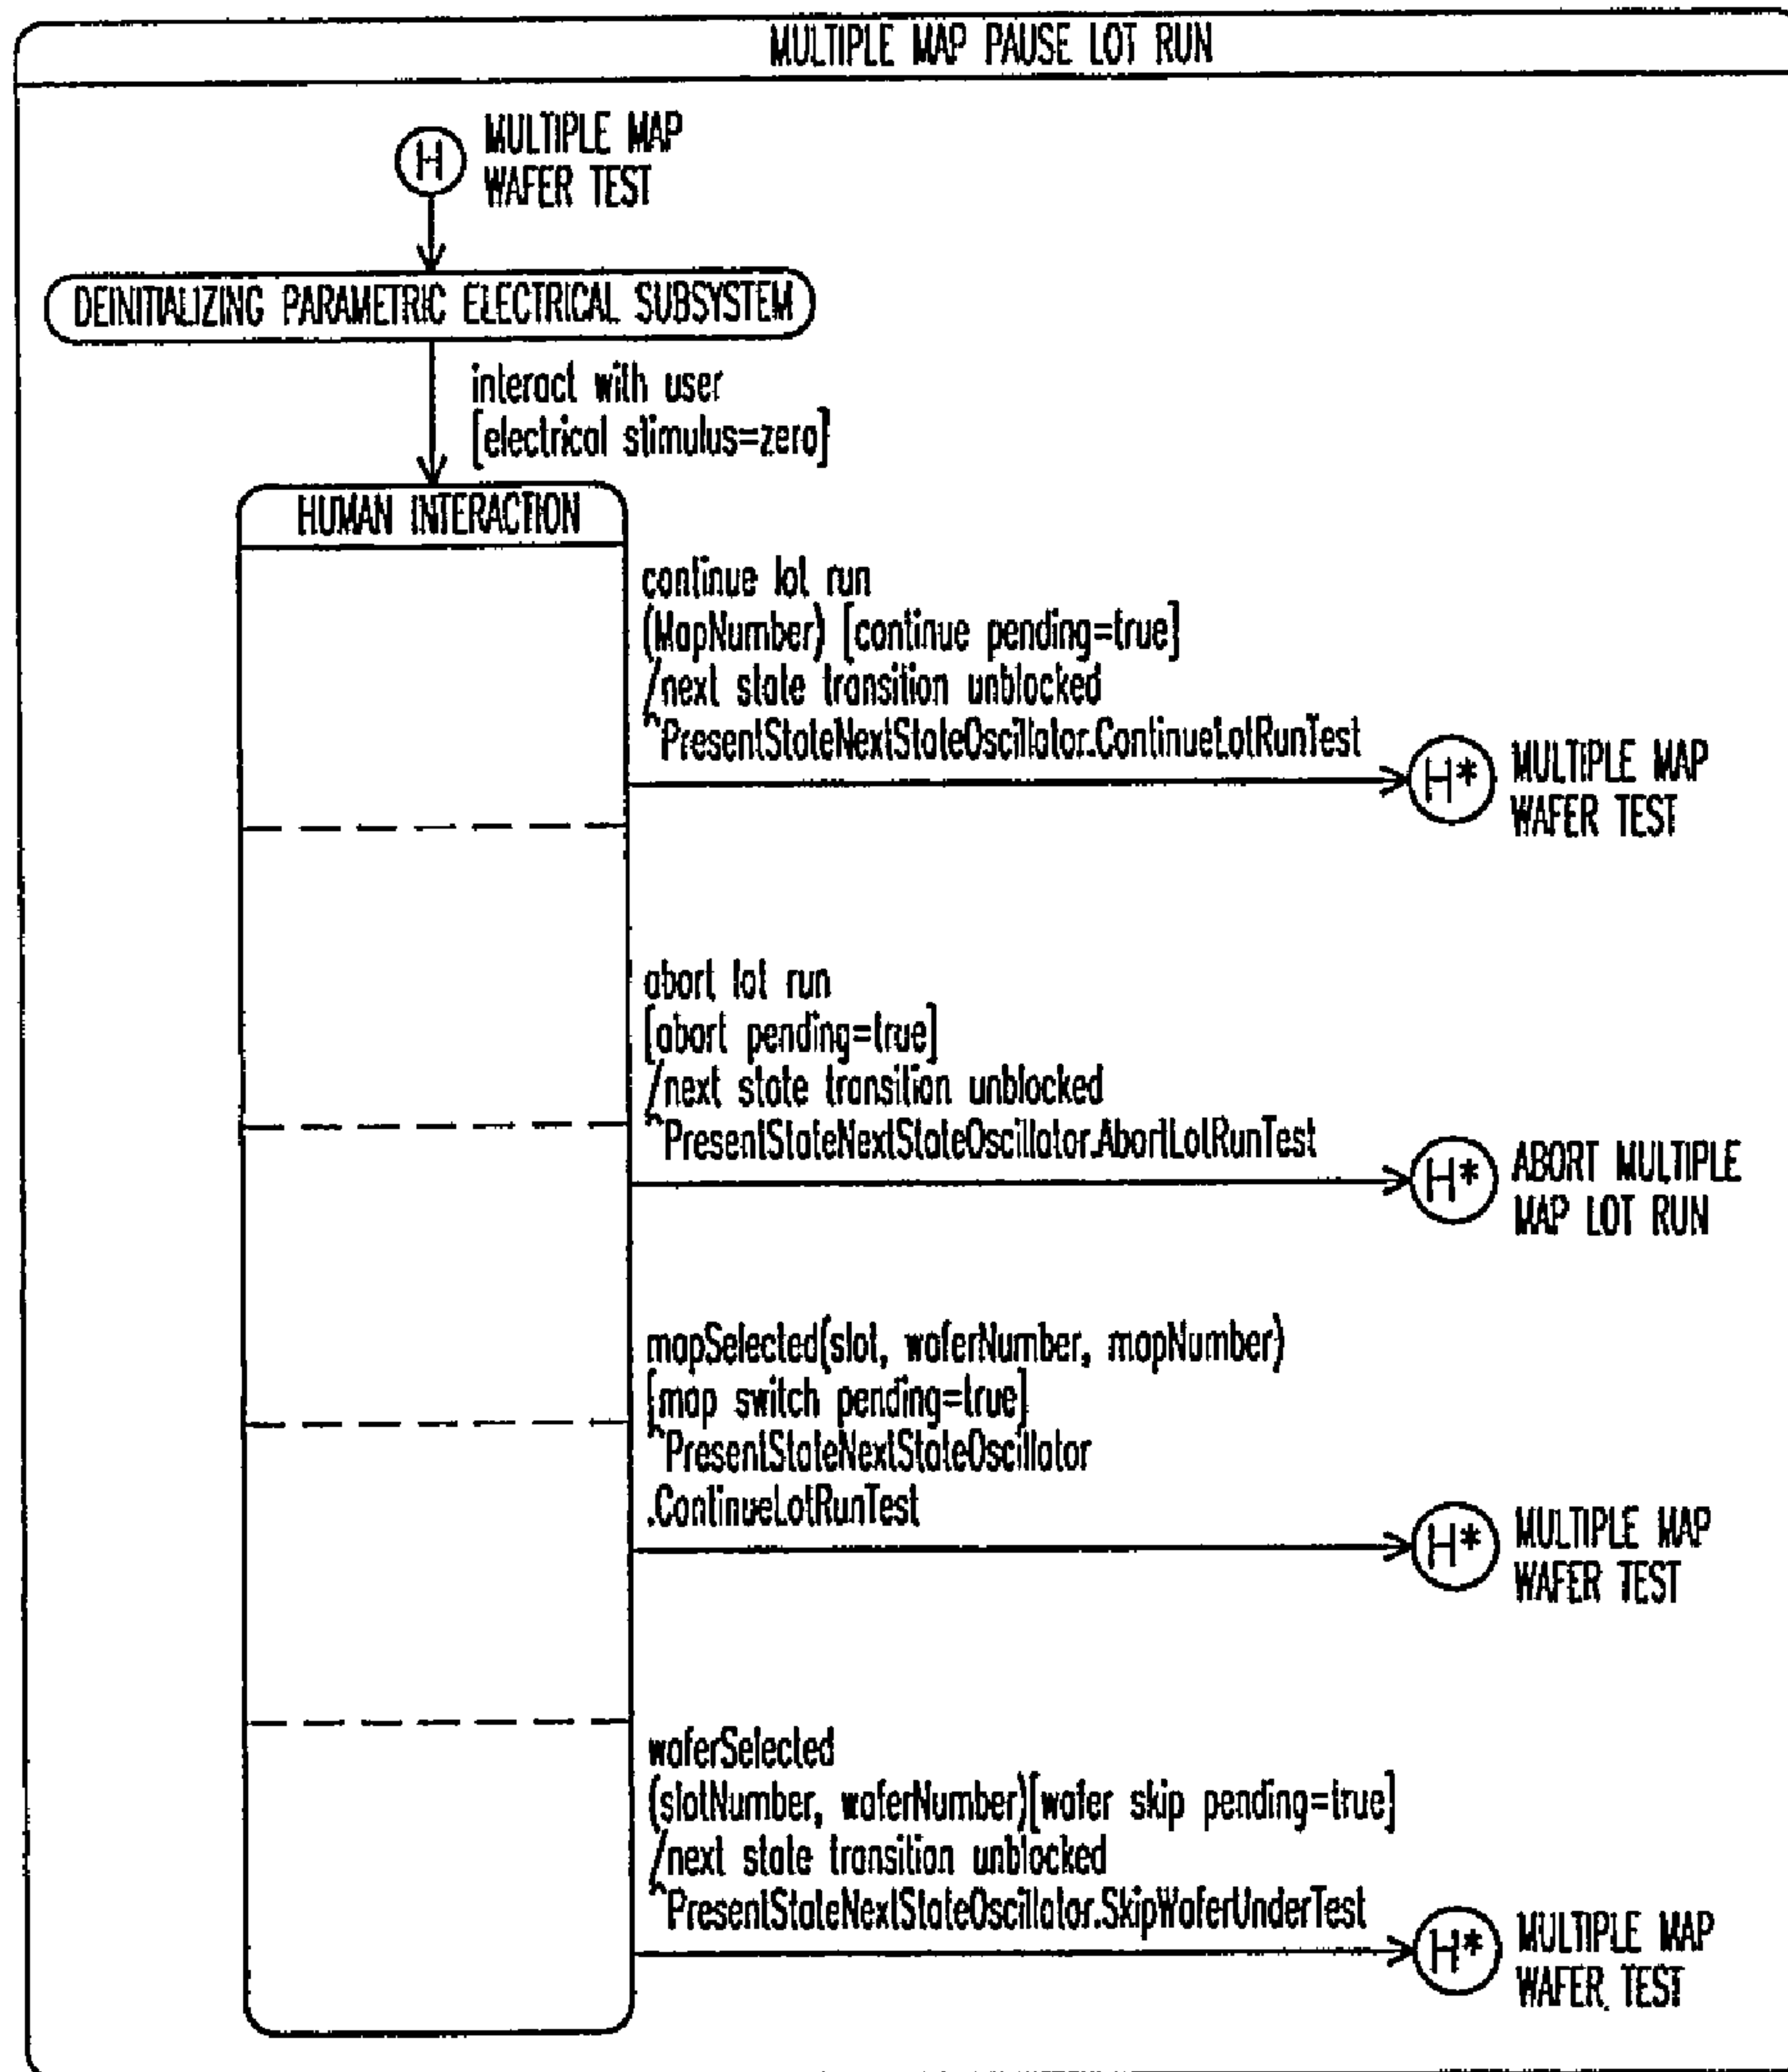 MULTIPLE MAP PAUSE LOT RUN
H
MULTIPLE MAP
WAFER TEST
DEINITIALIZING PARAMETRIC ELECTRICAL SUBSYSTEM
interact with user
[electrical stimulus=zero]
HUMAN INTERACTION
continue lot run
(MapNumber) [continue pending=true]
/next state transition unblocked
^PresentStateNextStateOscillator.ContinueLotRunTest
H*
MULTIPLE MAP
WAFER TEST
abort lot run
[abort pending=true]
/next state transition unblocked
^PresentStateNextStateOscillator.AbortLotRunTest
H*
ABORT MULTIPLE
MAP LOT RUN
mapSelected(slot, waferNumber, mapNumber)
[map switch pending=true]
^PresentStateNextStateOscillator
.ContinueLotRunTest
H*
MULTIPLE MAP
WAFER TEST
waferSelected
(slotNumber, waferNumber)[wafer skip pending=true]
/next state transition unblocked
^PresentStateNextStateOscillator.SkipWaferUnderTest
H*
MULTIPLE MAP
WAFER TEST